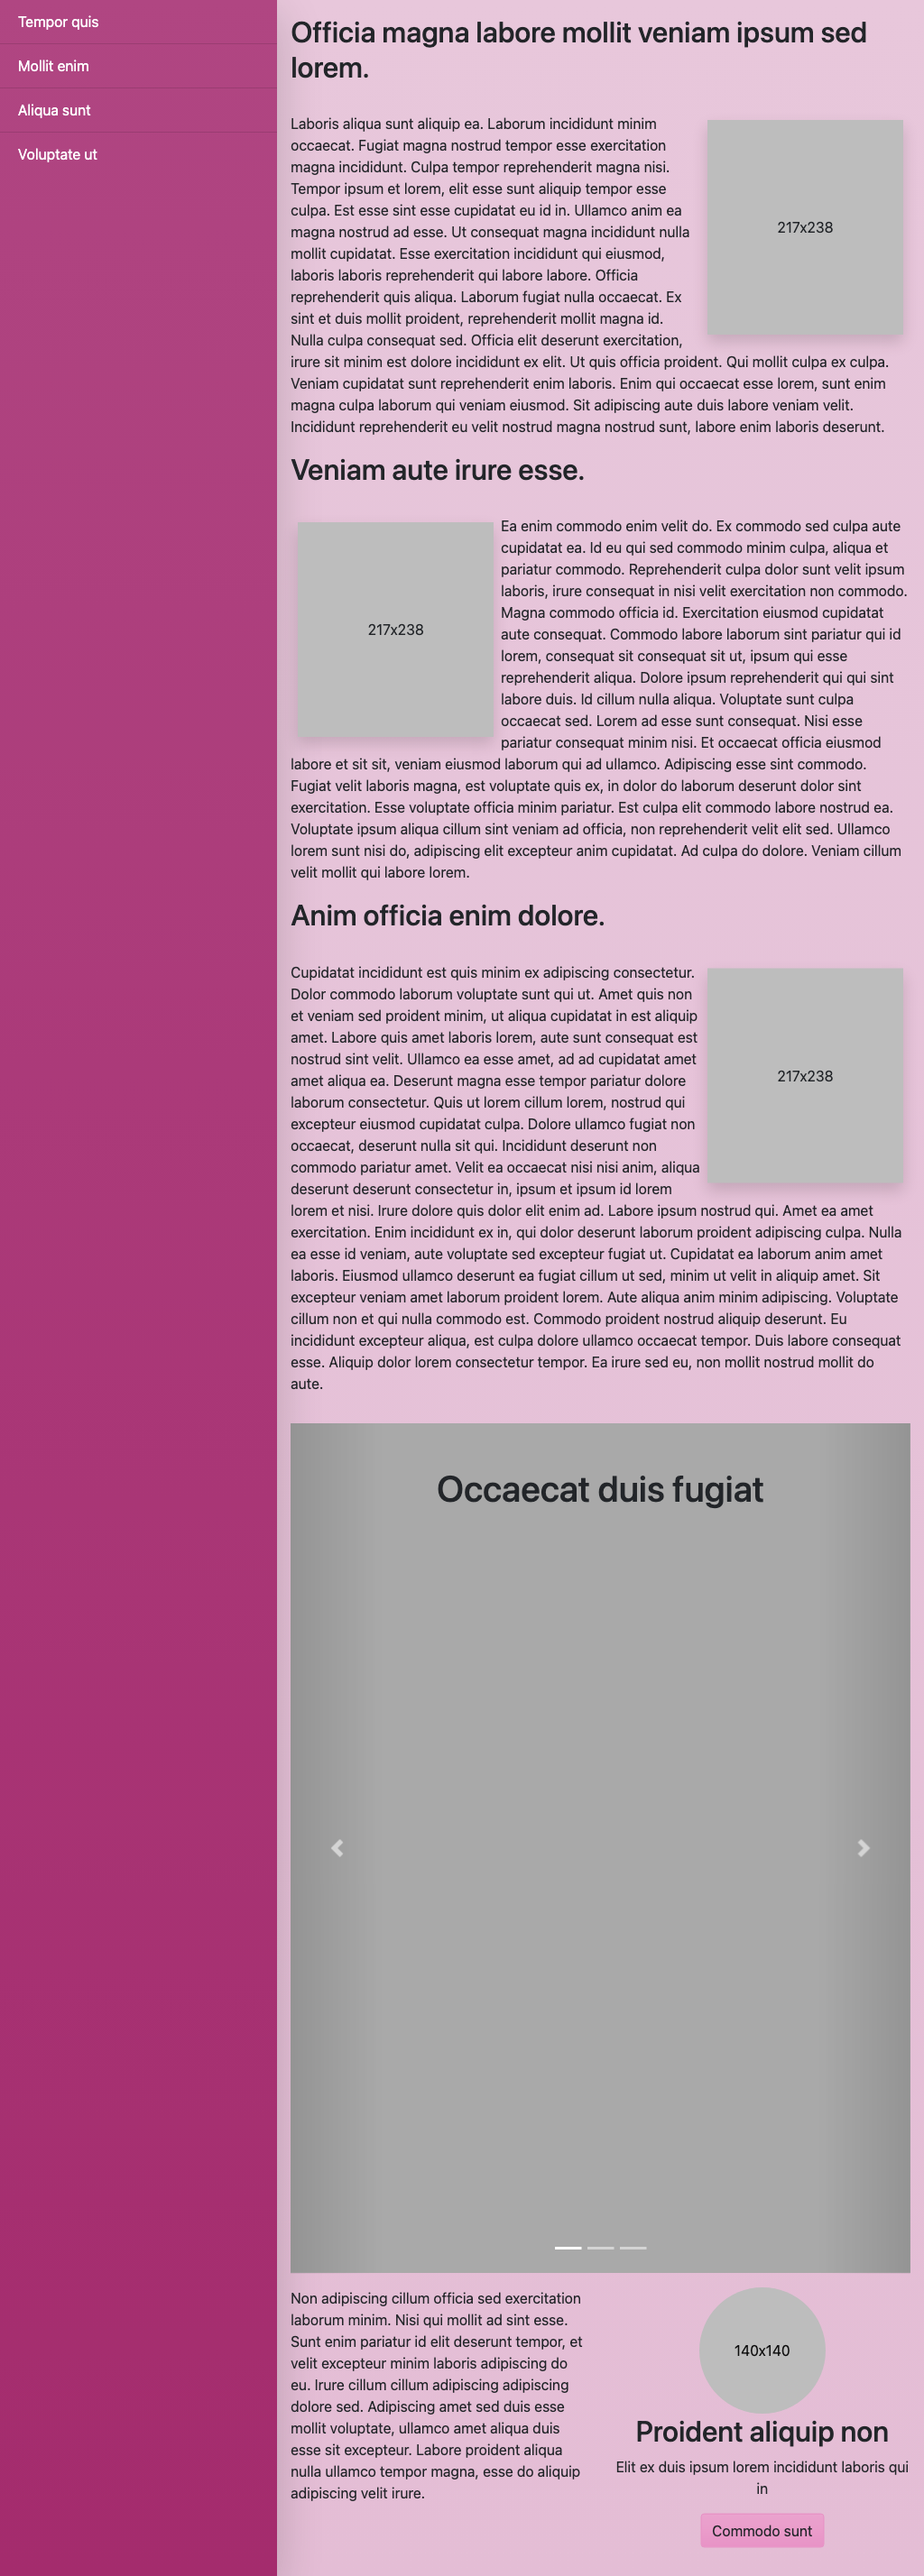 Tempor quis
Mollit enim
Aliqua sunt
Voluptate ut
Officia magna labore mollit veniam ipsum sed
lorem.
Laboris aliqua sunt aliquip ea. Laborum incididunt minim
occaecat. Fugiat magna nostrud tempor esse exercitation
magna incididunt. Culpa tempor reprehenderit magna nisi.
Tempor ipsum et lorem, elit esse sunt aliquip tempor esse
culpa. Est esse sint esse cupidatat eu id in. Ullamco anim ea
magna nostrud ad esse. Ut consequat magna incididunt nulla
mollit cupidatat. Esse exercitation incididunt qui eiusmod,
laboris laboris reprehenderit qui labore labore. Officia
reprehenderit quis aliqua. Laborum fugiat nulla occaecat. Ex
sint et duis mollit proident, reprehenderit mollit magna id.
Nulla culpa consequat sed. Officia elit deserunt exercitation,
irure sit minim est dolore incididunt ex elit. Ut quis officia proident. Qui mollit culpa ex culpa.
Veniam cupidatat sunt reprehenderit enim laboris. Enim qui occaecat esse lorem, sunt enim
magna culpa laborum qui veniam eiusmod. Sit adipiscing aute duis labore veniam velit.
Incididunt reprehenderit eu velit nostrud magna nostrud sunt, labore enim laboris deserunt.
217x238
Veniam aute irure esse.
217x238
Ea enim commodo enim velit do. Ex commodo sed culpa aute
cupidatat ea. Id eu qui sed commodo minim culpa, aliqua et
pariatur commodo. Reprehenderit culpa dolor sunt velit ipsum
laboris, irure consequat in nisi velit exercitation non commodo.
Magna commodo officia id. Exercitation eiusmod cupidatat
aute consequat. Commodo labore laborum sint pariatur qui id
lorem, consequat sit consequat sit ut, ipsum qui esse
reprehenderit aliqua. Dolore ipsum reprehenderit qui qui sint
labore duis. Id cillum nulla aliqua. Voluptate sunt culpa
occaecat sed. Lorem ad esse sunt consequat. Nisi esse
pariatur consequat minim nisi. Et occaecat officia eiusmod
labore et sit sit, veniam eiusmod laborum qui ad ullamco. Adipiscing esse sint commodo.
Fugiat velit laboris magna, est voluptate quis ex, in dolor do laborum deserunt dolor sint
exercitation. Esse voluptate officia minim pariatur. Est culpa elit commodo labore nostrud ea.
Voluptate ipsum aliqua cillum sint veniam ad officia, non reprehenderit velit elit sed. Ullamco
lorem sunt nisi do, adipiscing elit excepteur anim cupidatat. Ad culpa do dolore. Veniam cillum
velit mollit qui labore lorem.
Anim officia enim dolore.
Cupidatat incididunt est quis minim ex adipiscing consectetur.
Dolor commodo laborum voluptate sunt qui ut. Amet quis non
et veniam sed proident minim, ut aliqua cupidatat in est aliquip
amet. Labore quis amet laboris lorem, aute sunt consequat est
nostrud sint velit. Ullamco ea esse amet, ad ad cupidatat amet
amet aliqua ea. Deserunt magna esse tempor pariatur dolore
laborum consectetur. Quis ut lorem cillum lorem, nostrud qui
excepteur eiusmod cupidatat culpa. Dolore ullamco fugiat non
occaecat, deserunt nulla sit qui. Incididunt deserunt non
commodo pariatur amet. Velit ea occaecat nisi nisi anim, aliqua
deserunt deserunt consectetur in, ipsum et ipsum id lorem
lorem et nisi. Irure dolore quis dolor elit enim ad. Labore ipsum nostrud qui. Amet ea amet
exercitation. Enim incididunt ex in, qui dolor deserunt laborum proident adipiscing culpa. Nulla
ea esse id veniam, aute voluptate sed excepteur fugiat ut. Cupidatat ea laborum anim amet
laboris. Eiusmod ullamco deserunt ea fugiat cillum ut sed, minim ut velit in aliquip amet. Sit
excepteur veniam amet laborum proident lorem. Aute aliqua anim minim adipiscing. Voluptate
cillum non et qui nulla commodo est. Commodo proident nostrud aliquip deserunt. Eu
incididunt excepteur aliqua, est culpa dolore ullamco occaecat tempor. Duis labore consequat
esse. Aliquip dolor lorem consectetur tempor. Ea irure sed eu, non mollit nostrud mollit do
aute.
217x238
Occaecat duis fugiat
Non adipiscing cillum officia sed exercitation
laborum minim. Nisi qui mollit ad sint esse.
Sunt enim pariatur id elit deserunt tempor, et
velit excepteur minim laboris adipiscing do
eu. Irure cillum cillum adipiscing adipiscing
dolore sed. Adipiscing amet sed duis esse
mollit voluptate, ullamco amet aliqua duis
esse sit excepteur. Labore proident aliqua
nulla ullamco tempor magna, esse do aliquip
adipiscing velit irure.
140x140
Proident aliquip non
Elit ex duis ipsum lorem incididunt laboris qui
in
Commodo sunt